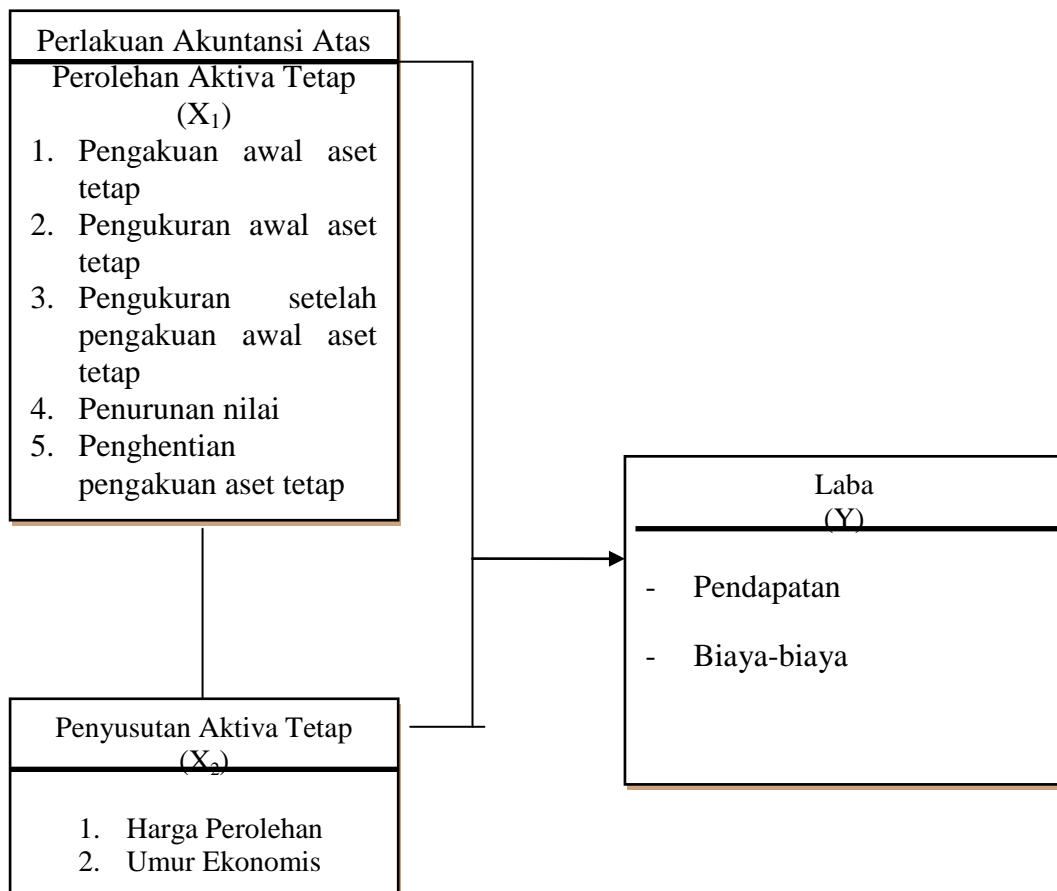 Perlakuan Akuntansi Atas
Perolehan Aktiva Tetap
(X₁)
1. Pengakuan awal aset
tetap
2. Pengukuran awal aset
tetap
3. Pengukuran setelah
pengakuan awal aset
tetap
4. Penurunan nilai
5. Penghentian
pengakuan aset tetap
Laba
(Y)
- Pendapatan
- Biaya-biaya
Penyusutan Aktiva Tetap
(X₂)
1. Harga Perolehan
2. Umur Ekonomis